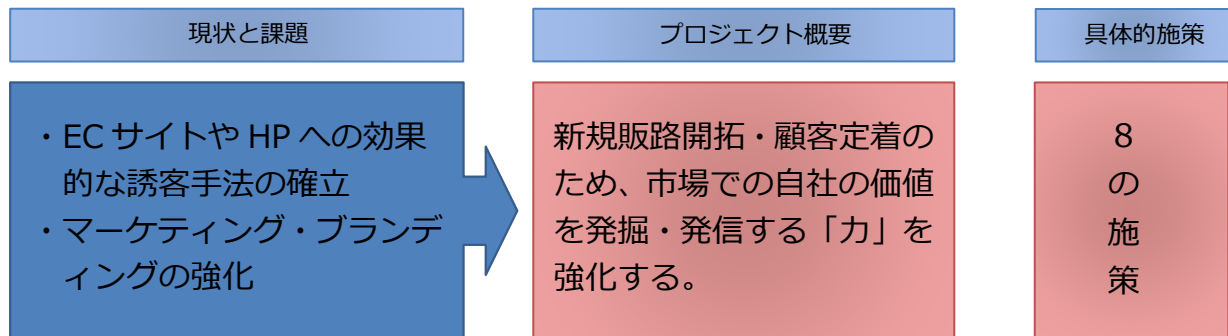 現状と課題
プロジェクト概要
具体的施策
・EC サイトや HP への効果
的な誘客手法の確立
・マーケティング・ブランデ
ィングの強化
新規販路開拓・顧客定着の
ため、市場での自社の価値
を発掘・発信する「力」を
強化する。
8
の
施
策